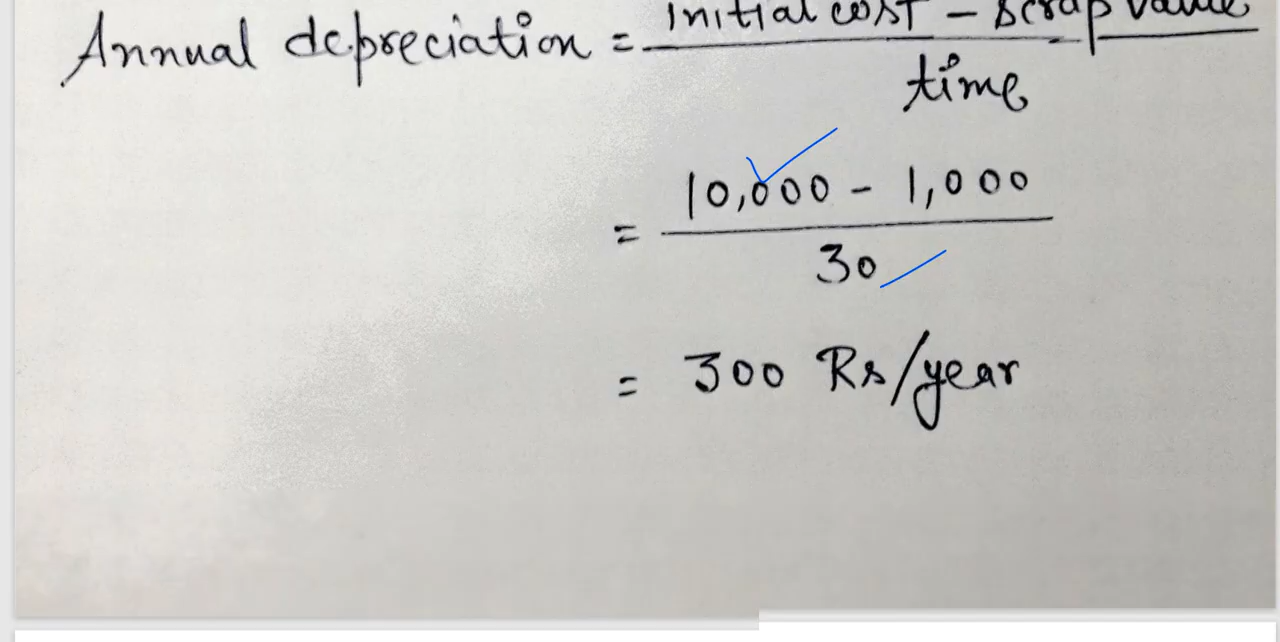 Annual depreciation = Initial cost - Scrap value
time
= 10,000 - 1,000
30
= 300 Rs/year